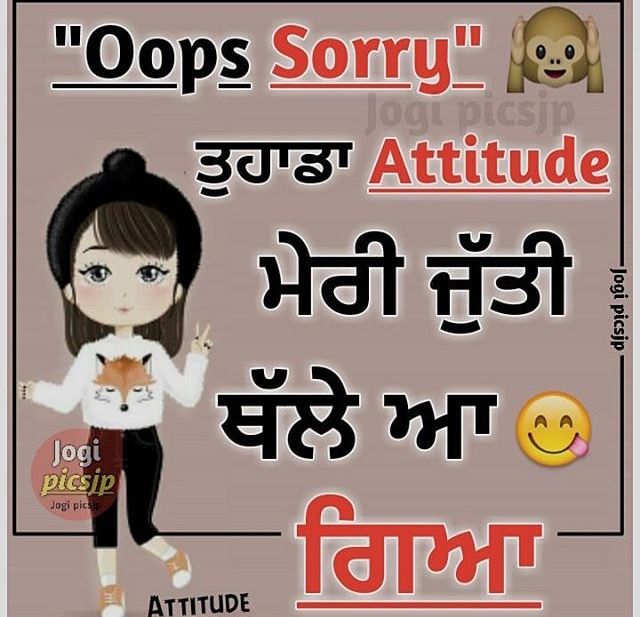 "Oops Sorry"
Jogi picsjp
ਤੁਹਾਡਾ Attitude
ਮੇਰੀ ਜੁੱਤੀ
Jogi picsjp
ਥੱਲੇ ਆ
Jogi
picsjp
Jogi picsjp
ਗਿਆ
ATTITUDE